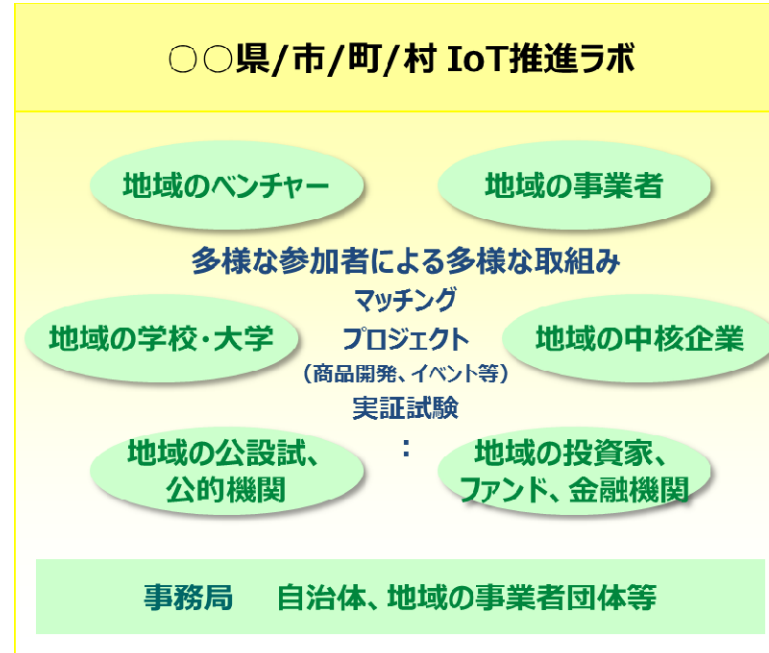 ○○県/市/町/村 IoT推進ラボ
地域のベンチャー
地域の事業者
多様な参加者による多様な取組み
マッチング
プロジェクト
(商品開発、イベント等)
実証試験
:
地域の学校・大学
地域の中核企業
地域の公設試、
公的機関
地域の投資家、
ファンド、金融機関
事務局 自治体、地域の事業者団体等